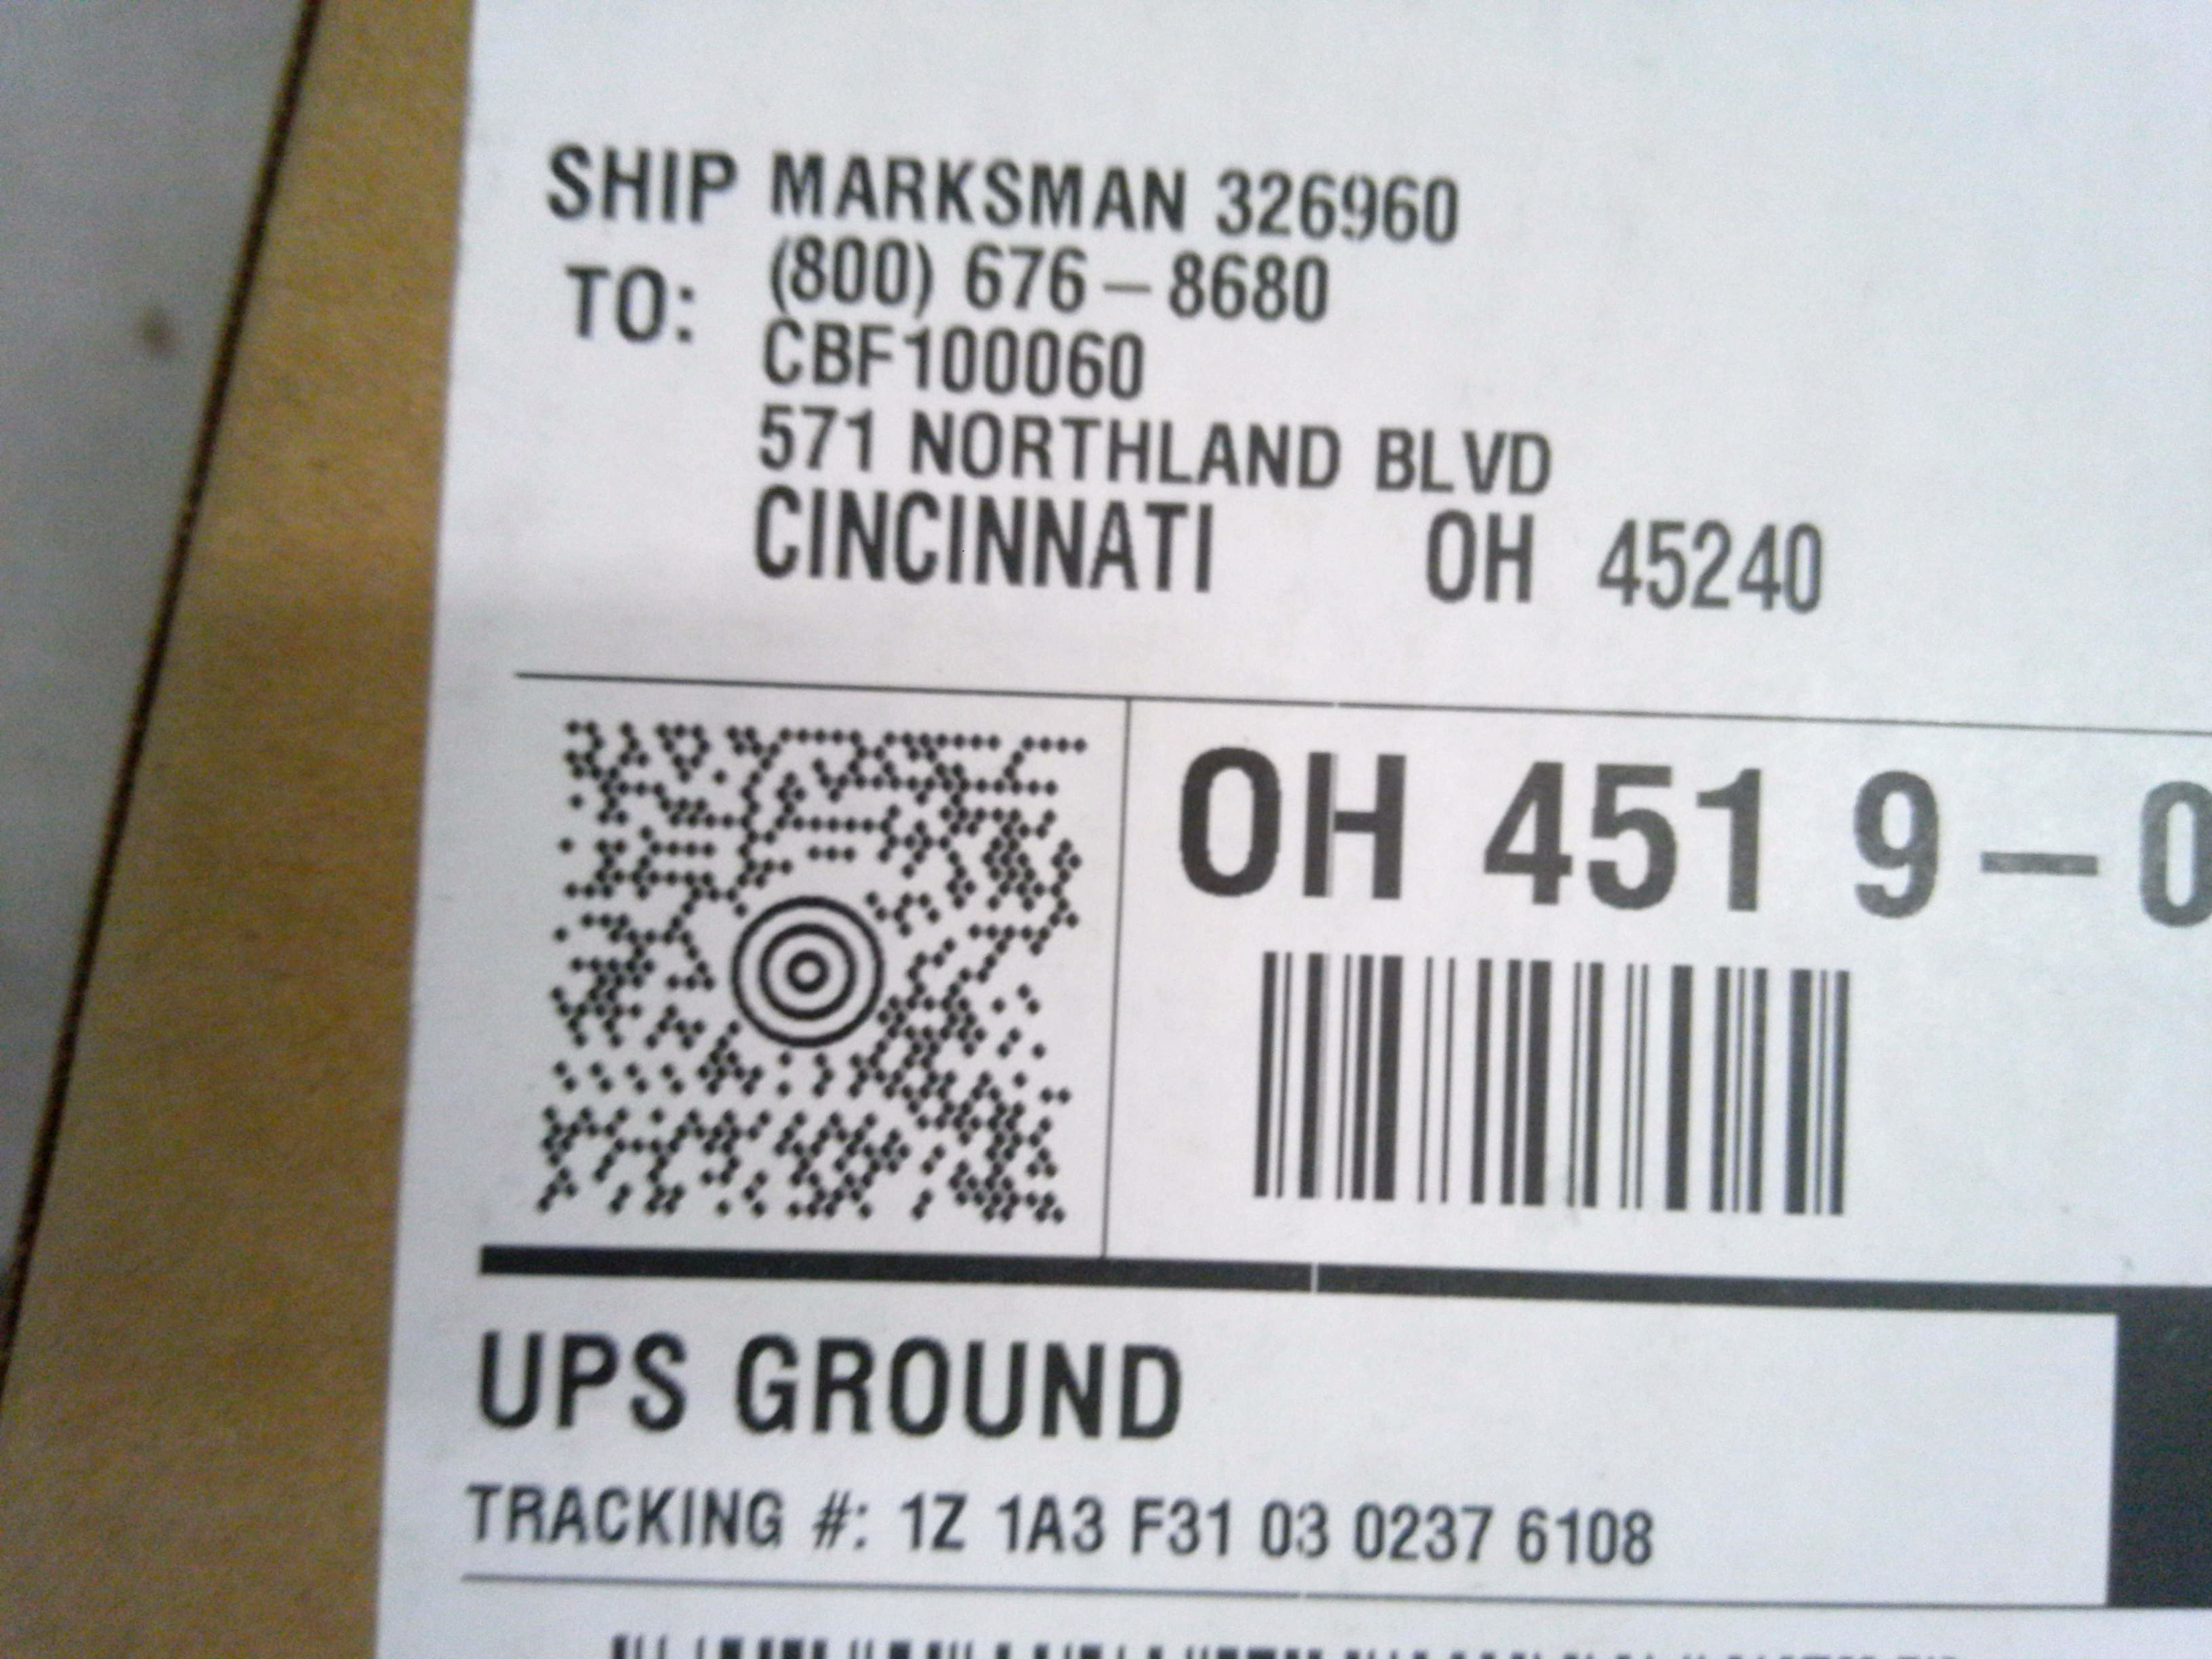 SHIP MARKSMAN 326960
TO: (800) 676-8680
CBF100060
571 NORTHLAND BLVD
CINCINNATI OH 45240
OH 451 9-0
UPS GROUND
TRACKING #: 1Z 1A3 F31 03 0237 6108